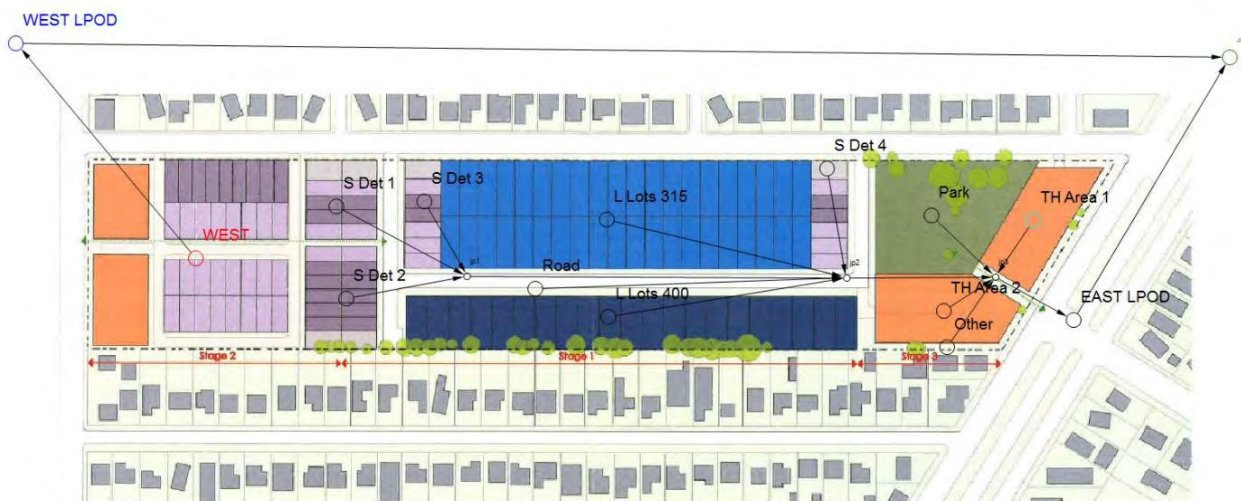 WEST LPOD
S Det 4
S Det 1
S Det 3
L Lots 315
Park
TH Area 1
WEST
S Det 2
Road
jp1
jp2
jp3
L Lots 400
TH Area 2
EAST LPOD
Other
Stage 2
Stage 1
Stage 3